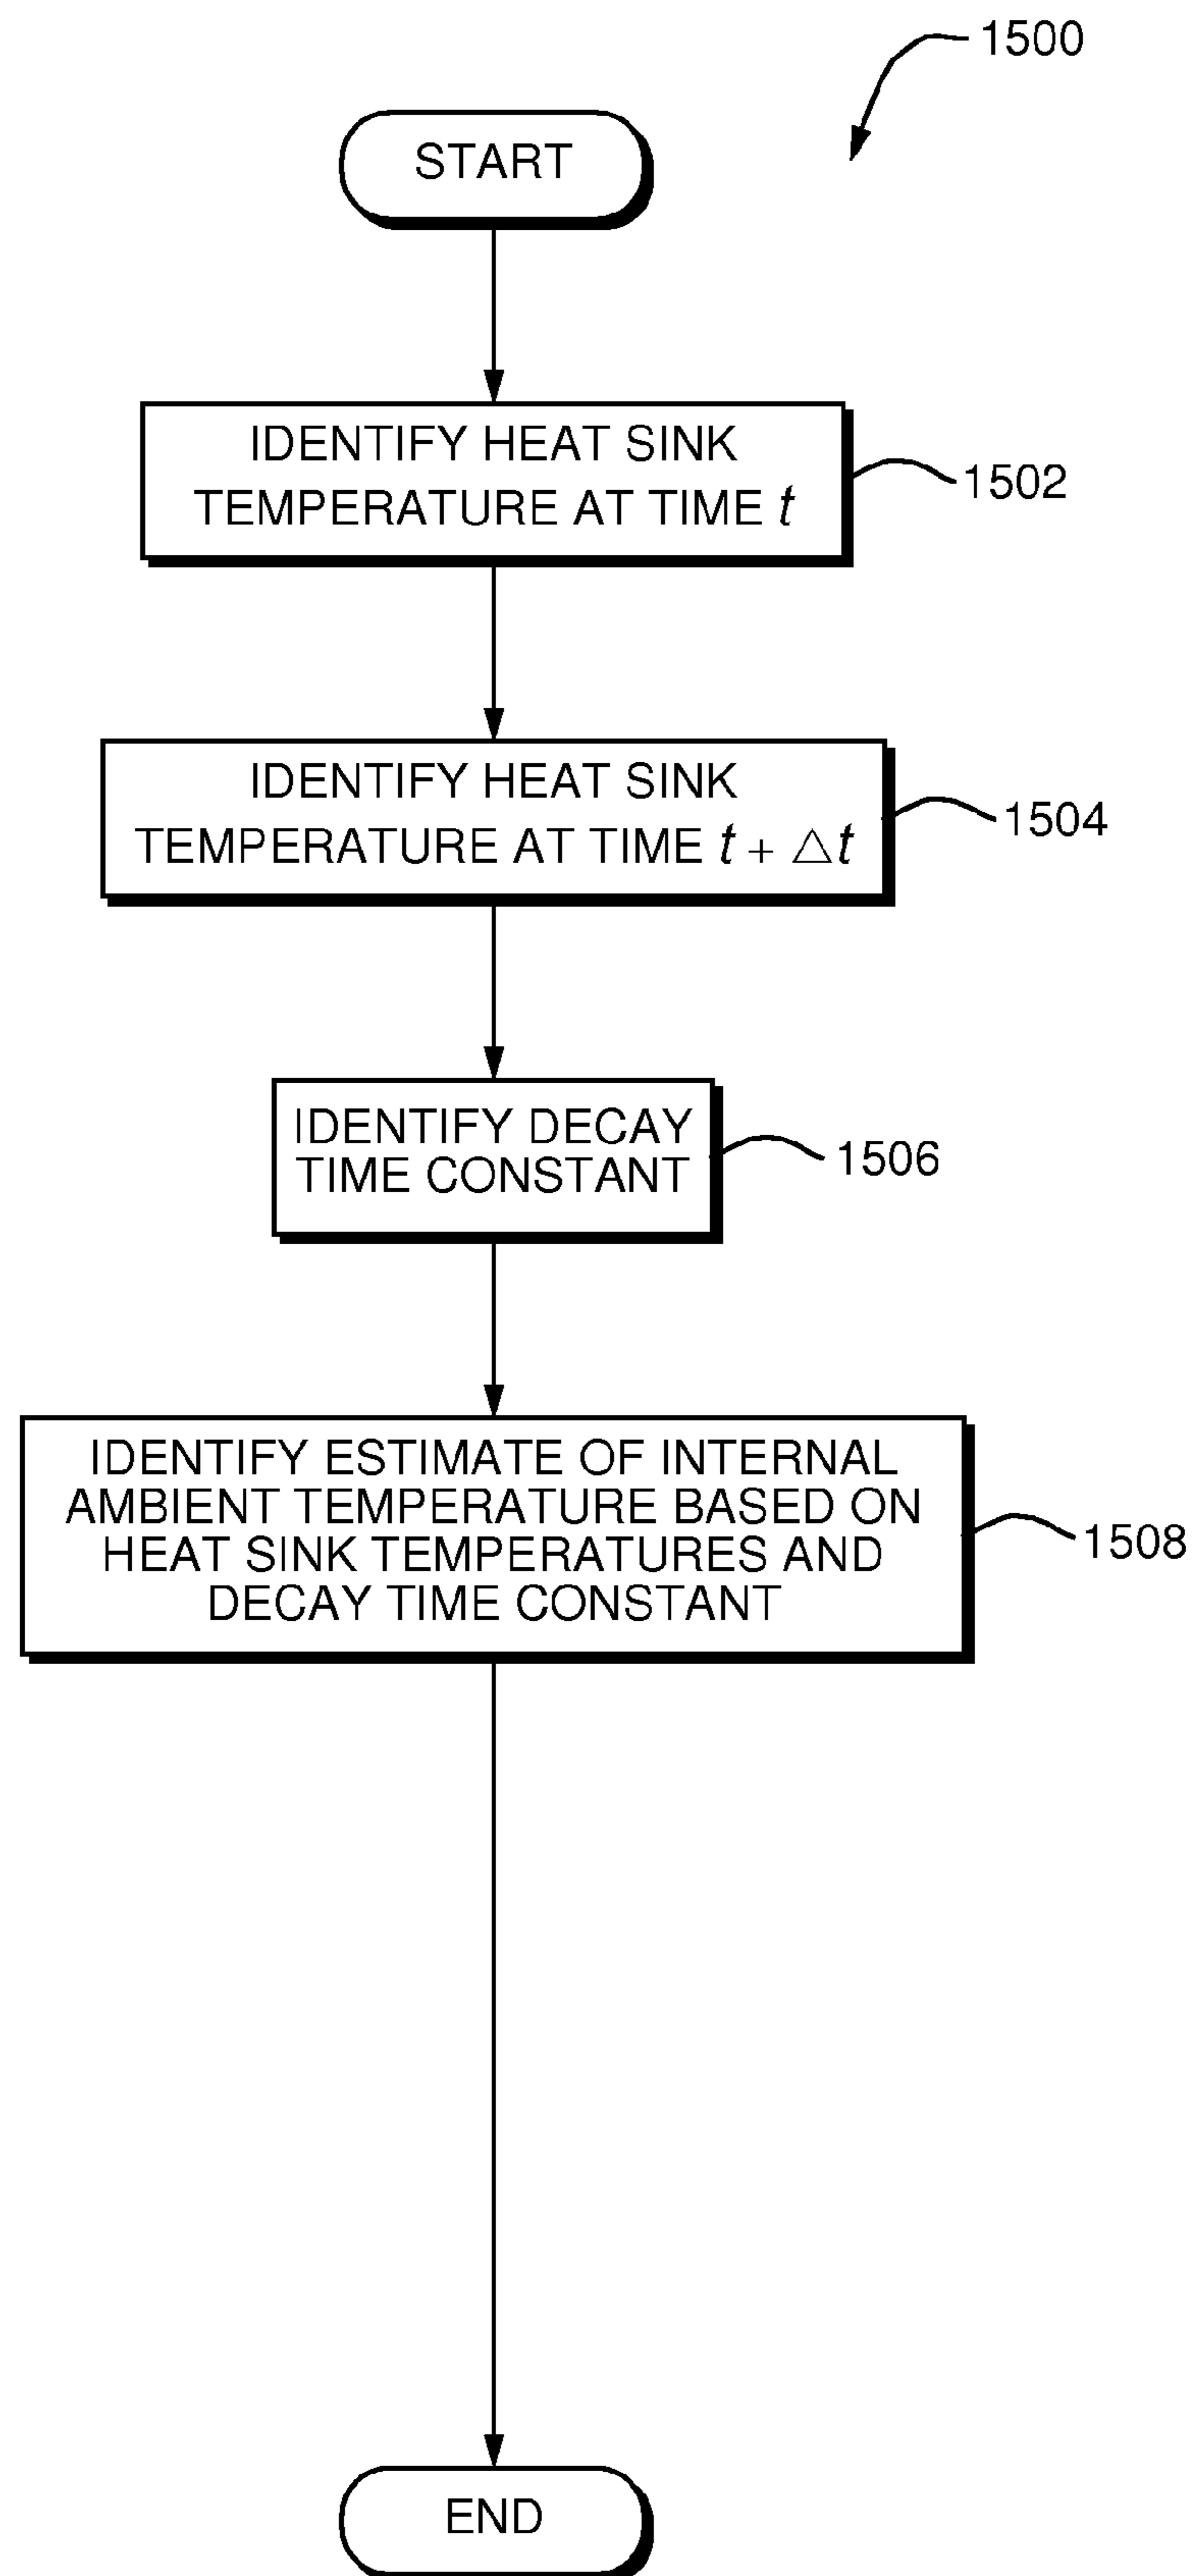 1500
START
IDENTIFY HEAT SINK
TEMPERATURE AT TIME t
1502
IDENTIFY HEAT SINK
TEMPERATURE AT TIME t + △t
1504
IDENTIFY DECAY
TIME CONSTANT
1506
IDENTIFY ESTIMATE OF INTERNAL
AMBIENT TEMPERATURE BASED ON
HEAT SINK TEMPERATURES AND
DECAY TIME CONSTANT
1508
END